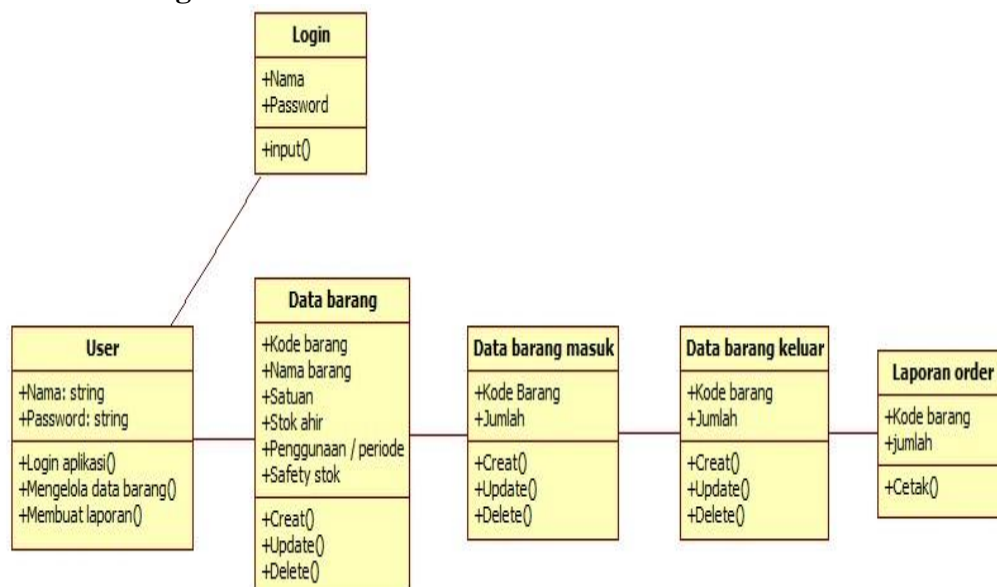 Login
+Nama
+Password
+input()
User
+Nama: string
+Password: string
+Login aplikasi()
+Mengelola data barang()
+Membuat laporan()
Data barang
+Kode barang
+Nama barang
+Satuan
+Stok ahir
+Penggunaan / periode
+Safety stok
+Creat()
+Update()
+Delete()
Data barang masuk
+Kode Barang
+Jumlah
+Creat()
+Update()
+Delete()
Data barang keluar
+Kode barang
+Jumlah
+Creat()
+Update()
+Delete()
Laporan order
+Kode barang
+jumlah
+Cetak()